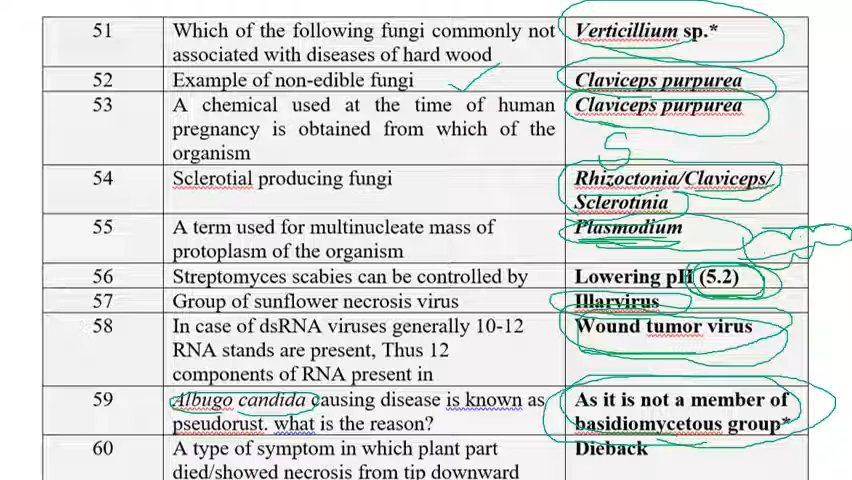 51 Which of the following fungi commonly not Verticillium sp.*
associated with diseases of hard wood
52 Example of non-edible fungi Claviceps purpurea
53 A chemical used at the time of human Claviceps purpurea
pregnancy is obtained from which of the
organism
54 Sclerotial producing fungi Rhizoctonia/Claviceps/
Sclerotinia
55 A term used for multinucleate mass of Plasmodium
protoplasm of the organism
56 Streptomyces scabies can be controlled by Lowering pH (5.2)
57 Group of sunflower necrosis virus Illarvirus
58 In case of dsRNA viruses generally 10-12 Wound tumor virus
RNA stands are present, Thus 12
components of RNA present in
59 Albugo candida causing disease is known as As it is not a member of
pseudorust. what is the reason? basidiomycetous group*
60 A type of symptom in which plant part Dieback
died/showed necrosis from tip downward